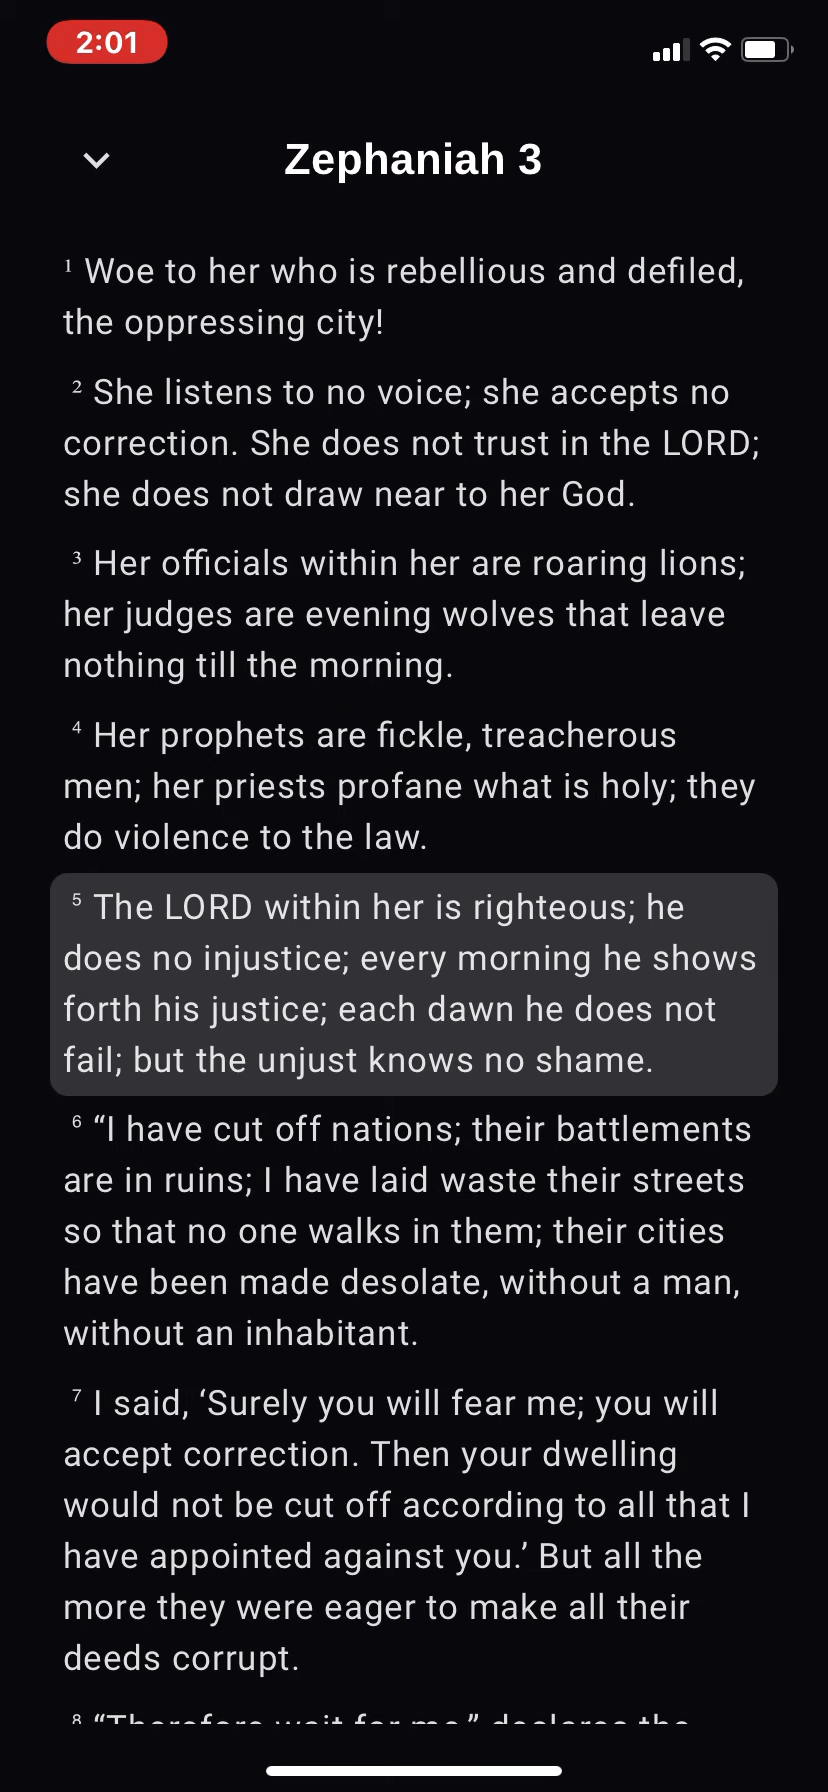 2:01
Zephaniah 3
1 Woe to her who is rebellious and defiled,
the oppressing city!
2 She listens to no voice; she accepts no
correction. She does not trust in the LORD;
she does not draw near to her God.
3 Her officials within her are roaring lions;
her judges are evening wolves that leave
nothing till the morning.
4 Her prophets are fickle, treacherous
men; her priests profane what is holy; they
do violence to the law.
5 The LORD within her is righteous; he
does no injustice; every morning he shows
forth his justice; each dawn he does not
fail; but the unjust knows no shame.
6 “I have cut off nations; their battlements
are in ruins; I have laid waste their streets
so that no one walks in them; their cities
have been made desolate, without a man,
without an inhabitant.
7 I said, ‘Surely you will fear me; you will
accept correction. Then your dwelling
would not be cut off according to all that I
have appointed against you.’ But all the
more they were eager to make all their
deeds corrupt.
8 “Therefore wait for me,” declares the